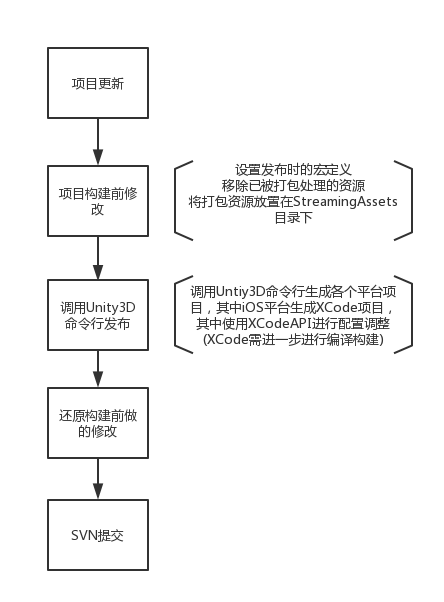 项目更新
项目构建前修
改
设置发布时的宏定义
移除已被打包处理的资源
将打包资源放置在StreamingAssets
目录下
调用Unity3D
命令行发布
调用Untiy3D命令行生成各个平台项
目，其中iOS平台生成XCode项目，
其中使用XCodeAPI进行配置调整
(XCode需进一步进行编译构建)
还原构建前做
的修改
SVN提交